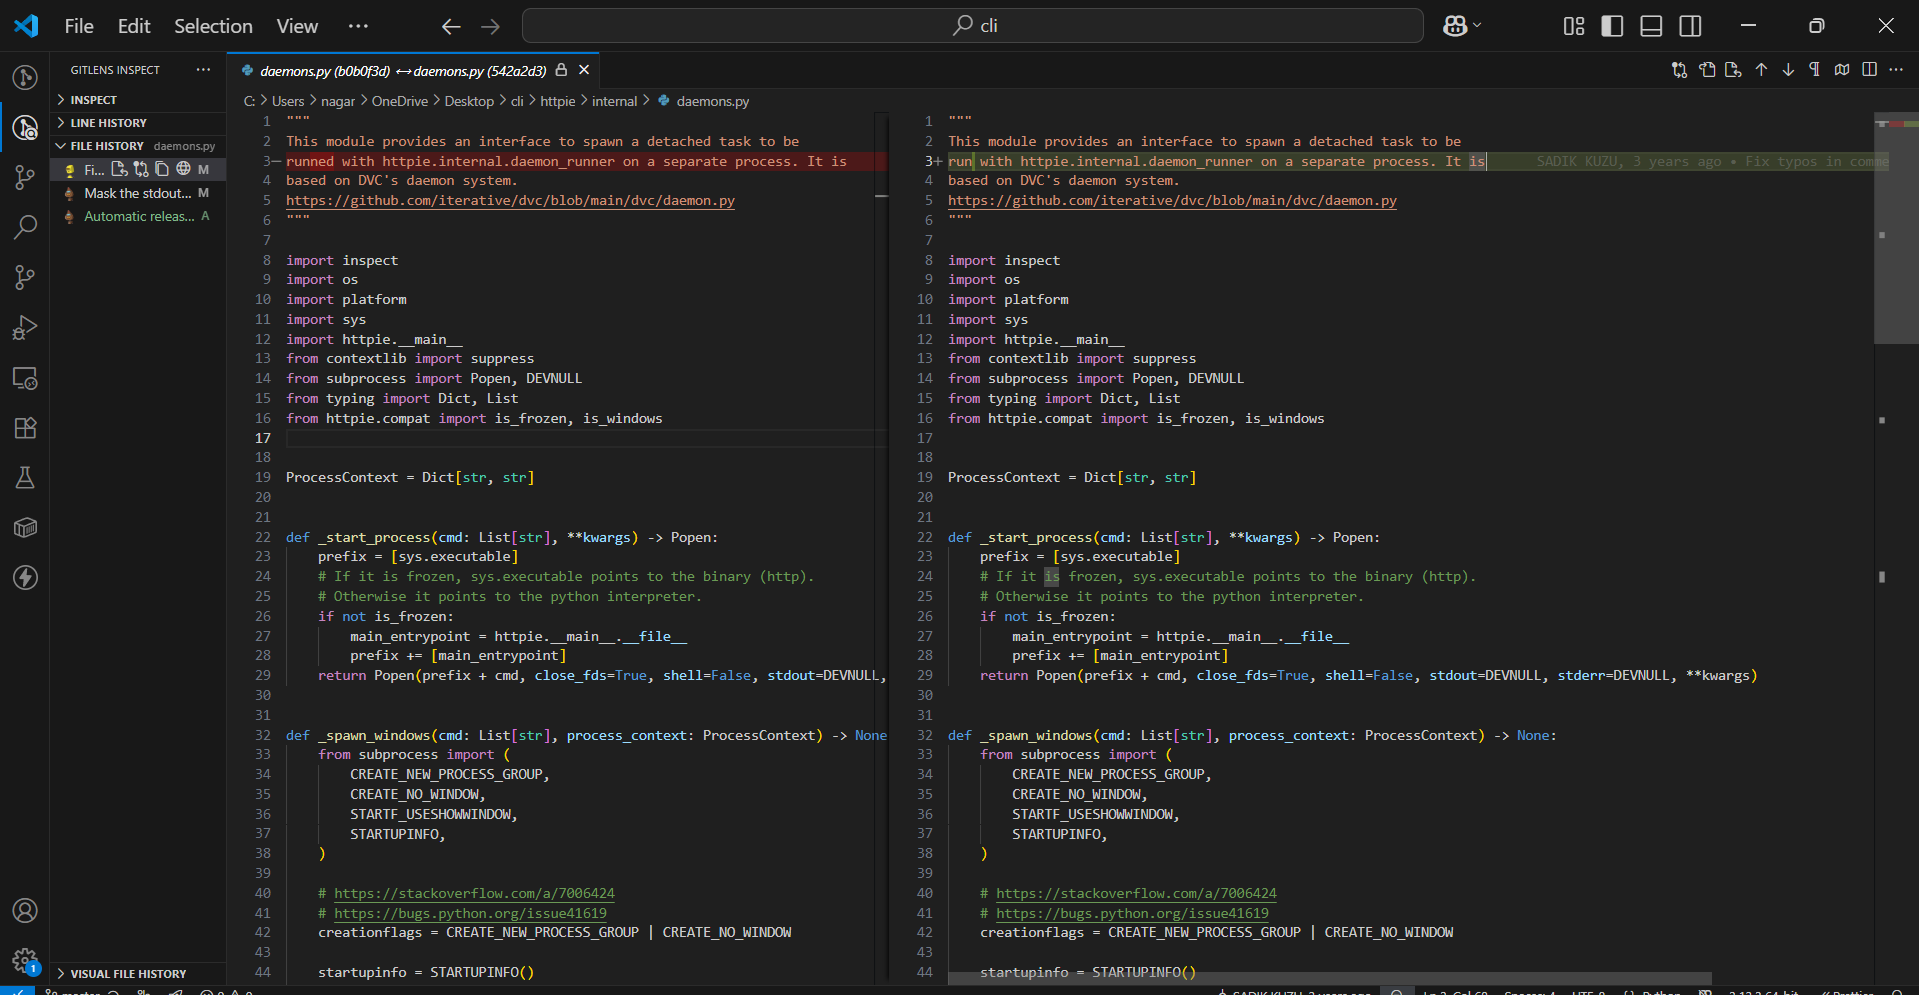 File Edit Selection View ··· cli
GITLENS INSPECT ···
INSPECT
LINE HISTORY
FILE HISTORY daemons.py
Fi... M
Mask the stdout... M
Automatic releas... A
VISUAL FILE HISTORY
1
daemons.py (b0b0f3d) ↔ daemons.py (542a2d3)
C: > Users > nagar > OneDrive > Desktop > cli > httpie > internal > daemons.py
1 """
2 This module provides an interface to spawn a detached task to be
3− runned with httpie.internal.daemon_runner on a separate process. It is
4 based on DVC's daemon system.
5 https://github.com/iterative/dvc/blob/main/dvc/daemon.py
6 """
7
8 import inspect
9 import os
10 import platform
11 import sys
12 import httpie.__main__
13 from contextlib import suppress
14 from subprocess import Popen, DEVNULL
15 from typing import Dict, List
16 from httpie.compat import is_frozen, is_windows
17
18
19 ProcessContext = Dict[str, str]
20
21
22 def _start_process(cmd: List[str], **kwargs) -> Popen:
23 prefix = [sys.executable]
24 # If it is frozen, sys.executable points to the binary (http).
25 # Otherwise it points to the python interpreter.
26 if not is_frozen:
27 main_entrypoint = httpie.__main__.__file__
28 prefix += [main_entrypoint]
29 return Popen(prefix + cmd, close_fds=True, shell=False, stdout=DEVNULL,
30
31
32 def _spawn_windows(cmd: List[str], process_context: ProcessContext) -> None
33 from subprocess import (
34 CREATE_NEW_PROCESS_GROUP,
35 CREATE_NO_WINDOW,
36 STARTF_USESHOWWINDOW,
37 STARTUPINFO,
38 )
39
40 # https://stackoverflow.com/a/7006424
41 # https://bugs.python.org/issue41619
42 creationflags = CREATE_NEW_PROCESS_GROUP | CREATE_NO_WINDOW
43
44 startupinfo = STARTUPINFO()
1 """
2 This module provides an interface to spawn a detached task to be
3+ run with httpie.internal.daemon_runner on a separate process. It is SADIK KUZU, 3 years ago • Fix typos in comme
4 based on DVC's daemon system.
5 https://github.com/iterative/dvc/blob/main/dvc/daemon.py
6 """
7
8 import inspect
9 import os
10 import platform
11 import sys
12 import httpie.__main__
13 from contextlib import suppress
14 from subprocess import Popen, DEVNULL
15 from typing import Dict, List
16 from httpie.compat import is_frozen, is_windows
17
18
19 ProcessContext = Dict[str, str]
20
21
22 def _start_process(cmd: List[str], **kwargs) -> Popen:
23 prefix = [sys.executable]
24 # If it is frozen, sys.executable points to the binary (http).
25 # Otherwise it points to the python interpreter.
26 if not is_frozen:
27 main_entrypoint = httpie.__main__.__file__
28 prefix += [main_entrypoint]
29 return Popen(prefix + cmd, close_fds=True, shell=False, stdout=DEVNULL, stderr=DEVNULL, **kwargs)
30
31
32 def _spawn_windows(cmd: List[str], process_context: ProcessContext) -> None:
33 from subprocess import (
34 CREATE_NEW_PROCESS_GROUP,
35 CREATE_NO_WINDOW,
36 STARTF_USESHOWWINDOW,
37 STARTUPINFO,
38 )
39
40 # https://stackoverflow.com/a/7006424
41 # https://bugs.python.org/issue41619
42 creationflags = CREATE_NEW_PROCESS_GROUP | CREATE_NO_WINDOW
43
44 startupinfo = STARTUPINFO()